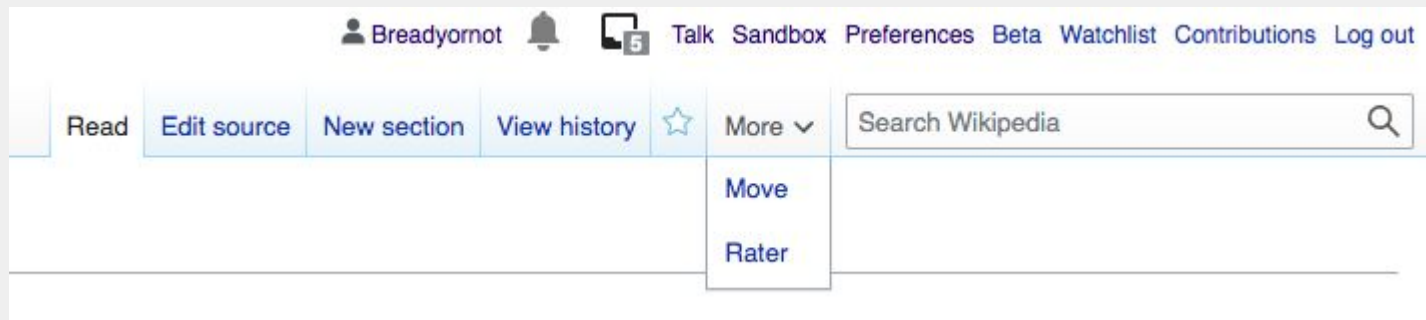 Breadyornot 5 Talk Sandbox Preferences Beta Watchlist Contributions Log out
Read Edit source New section View history More Search Wikipedia
Move
Rater